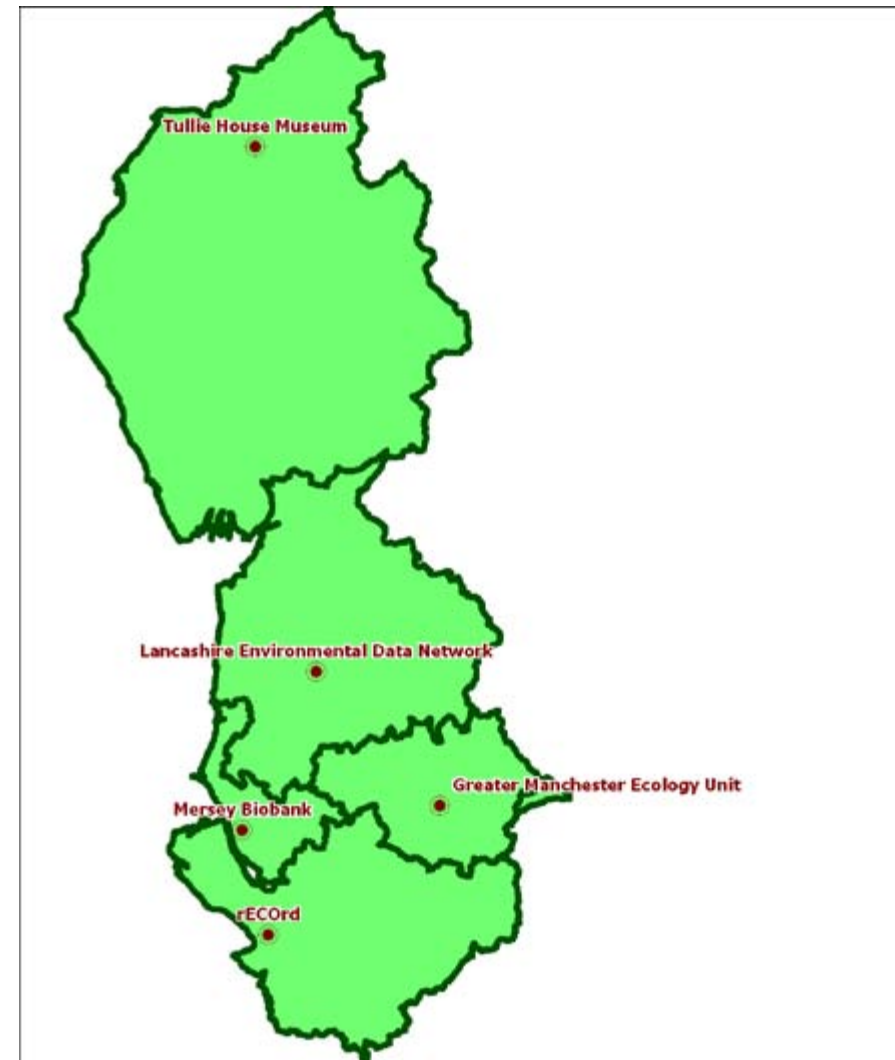 Tullie House Museum
Lancashire Environmental Data Network
Greater Manchester Ecology Unit
Mersey Biobank
rECOrd